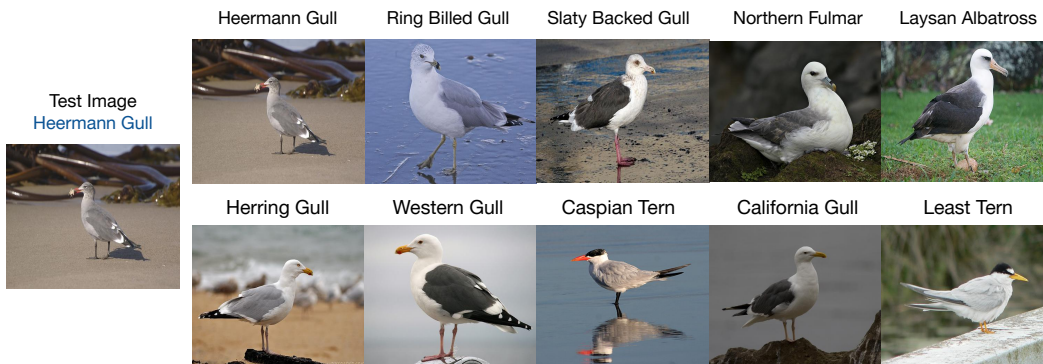 Test Image
Heermann Gull
Heermann Gull
Ring Billed Gull
Slaty Backed Gull
Northern Fulmar
Laysan Albatross
Herring Gull
Western Gull
Caspian Tern
California Gull
Least Tern